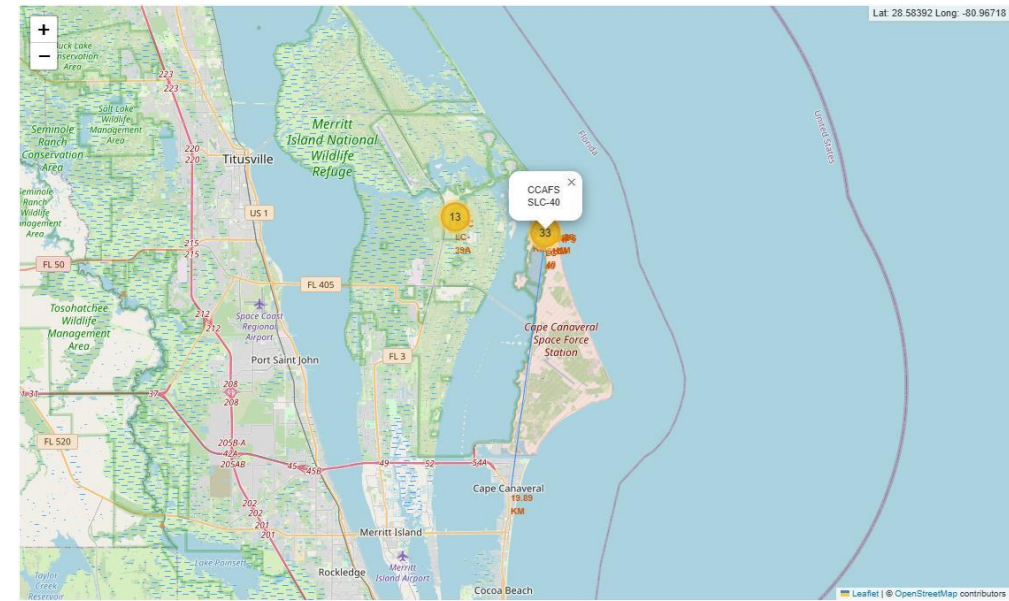 +
−
Lat: 28.58392 Long: -80.96718
Conservation
Area
223
223
Salt Lake
Wildlife
Management
Area
Seminole
Ranch
Conservation
Area
220
220
Titusville
Merritt
Island National
Wildlife
Refuge
Florida
United States
CCAFS
SLC-40
×
13
33
LC-
39A
40
Seminole
Ranch
Wildlife
Management
Area
US 1
215
215
FL 50
FL 405
Tosohatchee
Wildlife
Management
Area
212
212
Space Coast
Regional
Airport
Cape Canaveral
Space Force
Station
Port Saint John
FL 3
208
208
31
37
FL 520
205B-A
42A
205AB
45
45B
49
52
54A
Cape Canaveral
19.89
KM
202
202
201
201
Merritt Island
Lake Poinsett
Rockledge
Merritt
Island Airport
Taylor
Creek
Reservoir
Cocoa Beach
Leaflet | © OpenStreetMap contributors